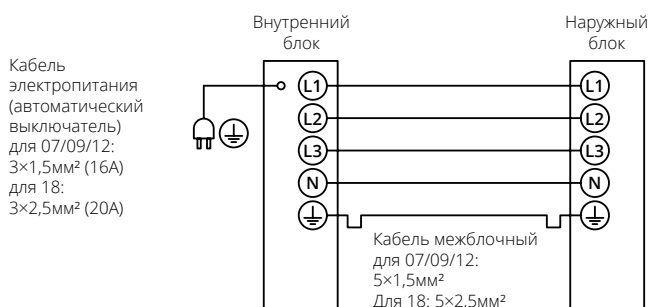 Внутренний
блок
Наружный
блок
Кабель
электропитания
(автоматический
выключатель)
для 07/09/12:
3×1,5мм² (16А)
для 18:
3×2,5мм² (20А)
L1
L1
L2
L2
L3
L3
N
N
Кабель межблочный
для 07/09/12:
5×1,5мм²
Для 18: 5×2,5мм²